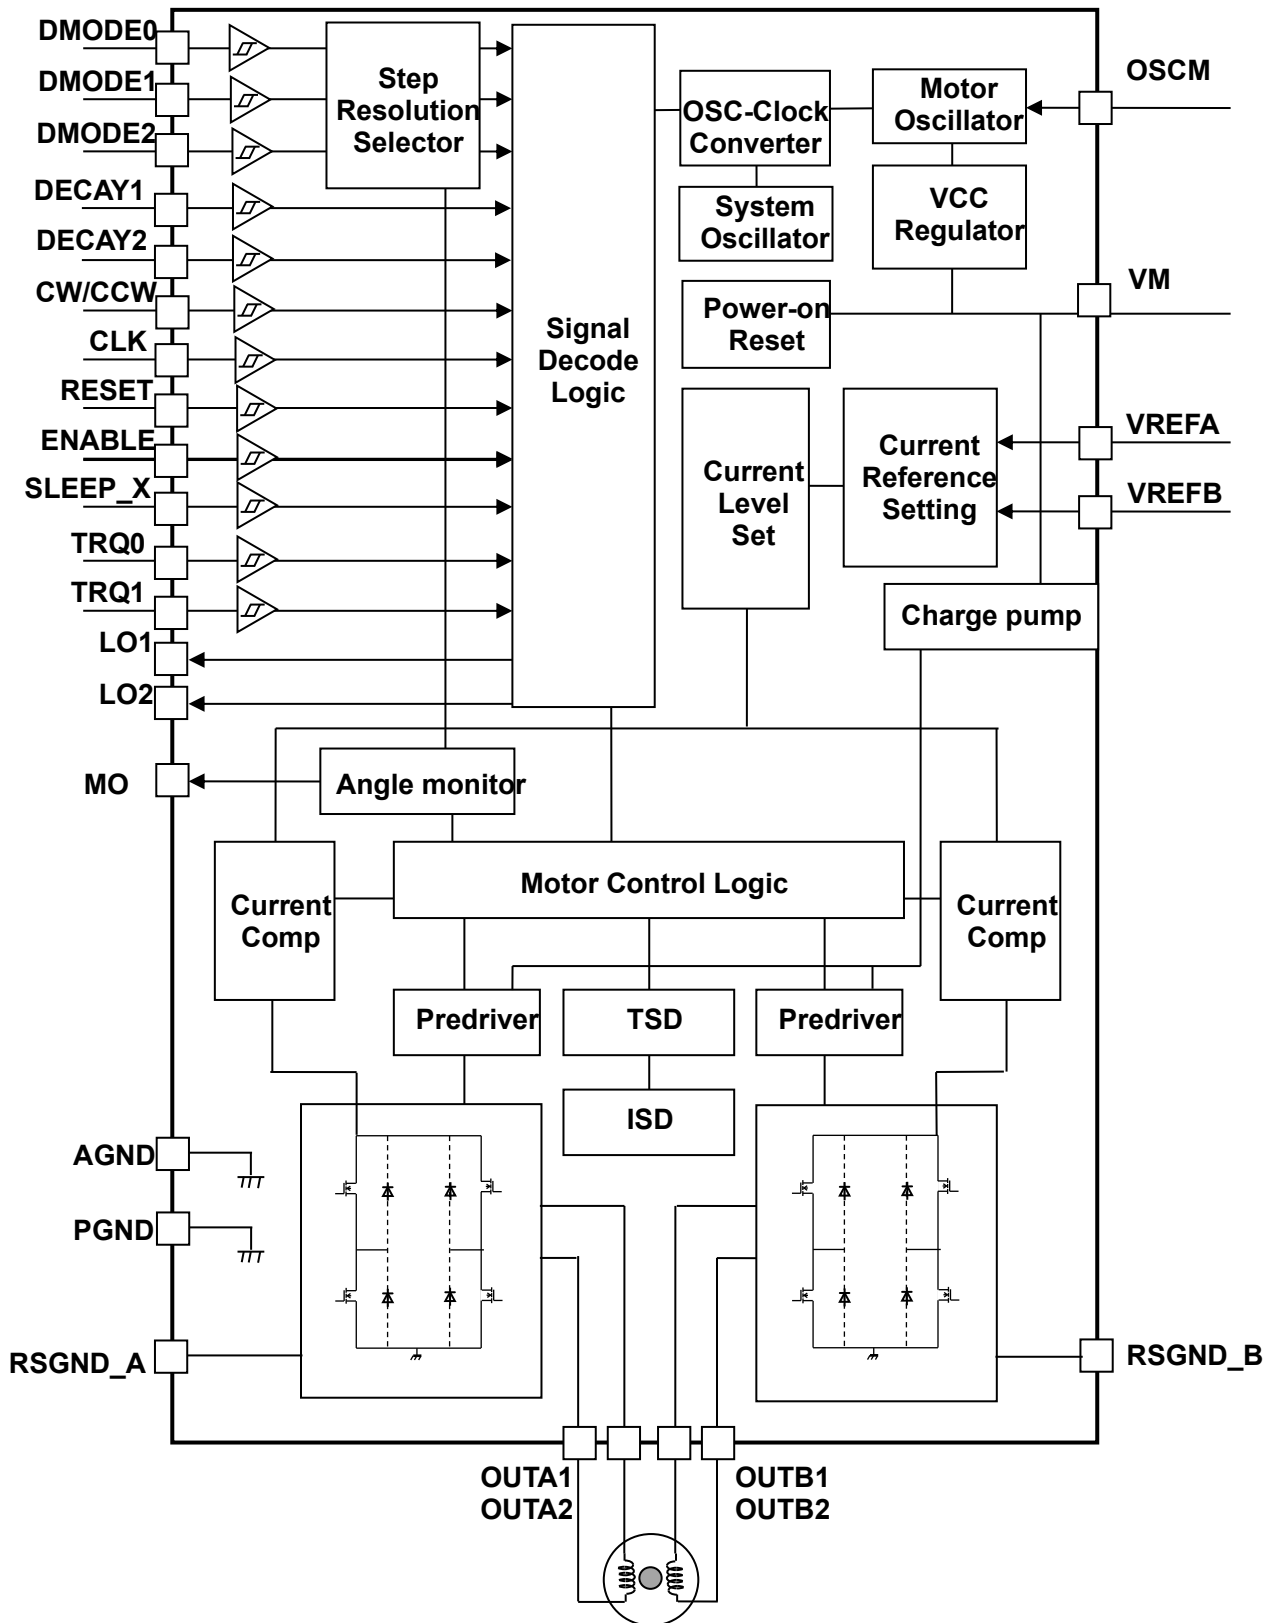 DMODE0
DMODE1
DMODE2
DECAY1
DECAY2
CW/CCW
CLK
RESET
ENABLE
SLEEP_X
TRQ0
TRQ1
LO1
LO2
MO
AGND
PGND
RSGND_A
Step
Resolution
Selector
Signal
Decode
Logic
OSC-Clock
Converter
Motor
Oscillator
System
Oscillator
VCC
Regulator
Power-on
Reset
Current
Level
Set
Current
Reference
Setting
Charge pump
OSCM
VM
VREFA
VREFB
Angle monitor
Motor Control Logic
Current
Comp
Current
Comp
Predriver
TSD
Predriver
ISD
RSGND_B
OUTA1
OUTA2
OUTB1
OUTB2